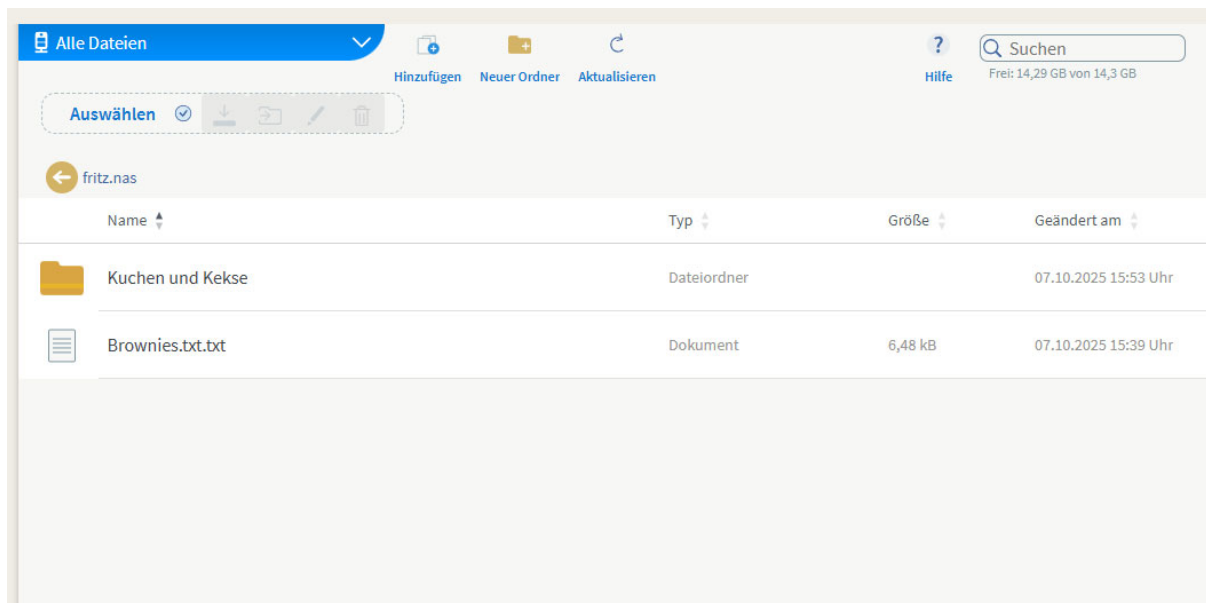 Alle Dateien
Hinzufügen Neuer Ordner Aktualisieren
? Hilfe
Suchen
Frei: 14,29 GB von 14,3 GB
Auswählen
fritz.nas
Name Typ Größe Geändert am
Kuchen und Kekse Dateiordner 07.10.2025 15:53 Uhr
Brownies.txt.txt Dokument 6,48 kB 07.10.2025 15:39 Uhr